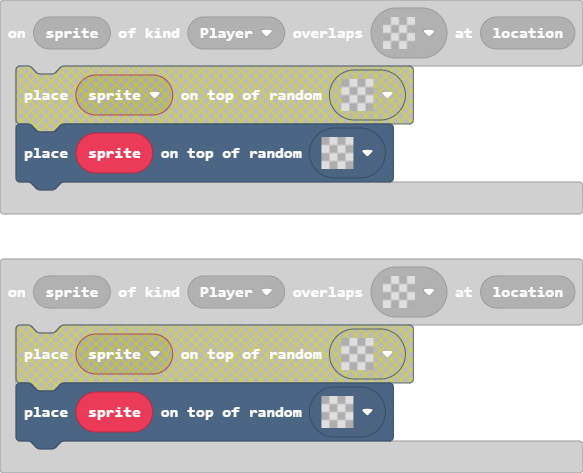 on sprite of kind Player overlaps at location
place sprite on top of random
place sprite on top of random
on sprite of kind Player overlaps at location
place sprite on top of random
place sprite on top of random